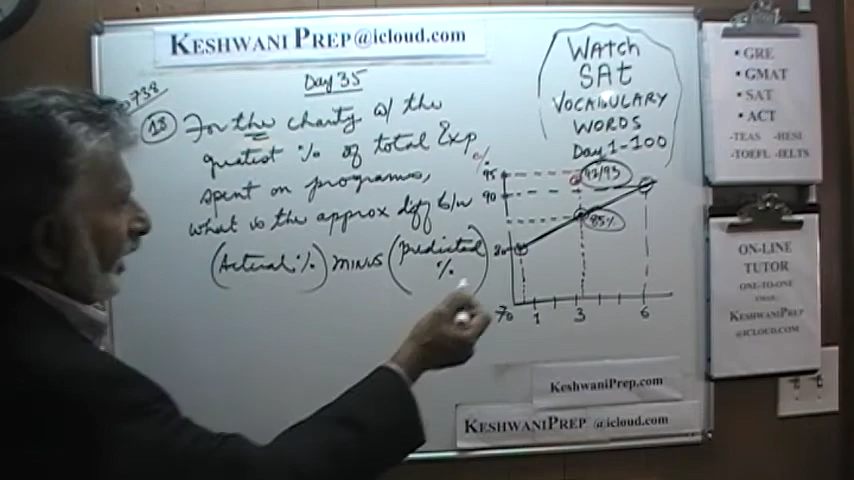 KESHWANI PREP@icloud.com
Day 35
18
For the charity w/ the
greatest % of total Exp
spent on programs,
what is the approx diff b/w
(Actual %) MINUS (Predicted %)
WATCH
SAT
VOCABULARY
WORDS
Day 1-100
%
95
92/93
90
85%
80
70
1
3
6
• GRE
• GMAT
• SAT
• ACT
-TEAS -HESI
-TOEFL -IELTS
ON-LINE
TUTOR
ONE-TO-ONE
KESHWANIPREP
@ICLOUD.COM
KESHWANIPREP.COM
KESHWANIPREP @icloud.com